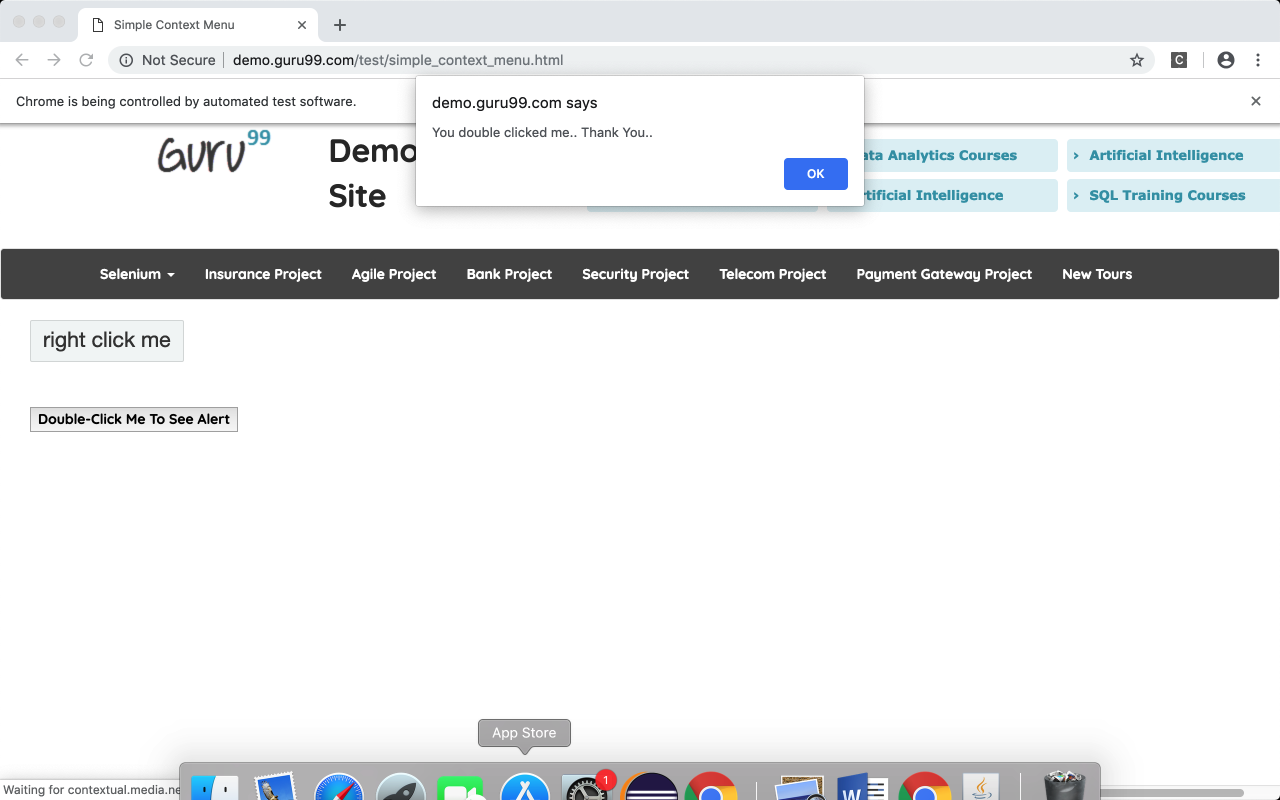 Simple Context Menu
Not Secure demo.guru99.com/test/simple_context_menu.html
C
Chrome is being controlled by automated test software.
demo.guru99.com says
You double clicked me.. Thank You..
OK
GURU99
Demo
Site
ata Analytics Courses
› Artificial Intelligence
tificial Intelligence
› SQL Training Courses
Selenium Insurance Project Agile Project Bank Project Security Project Telecom Project Payment Gateway Project New Tours
right click me
Double-Click Me To See Alert
App Store
1
W
Waiting for contextual.media.ne